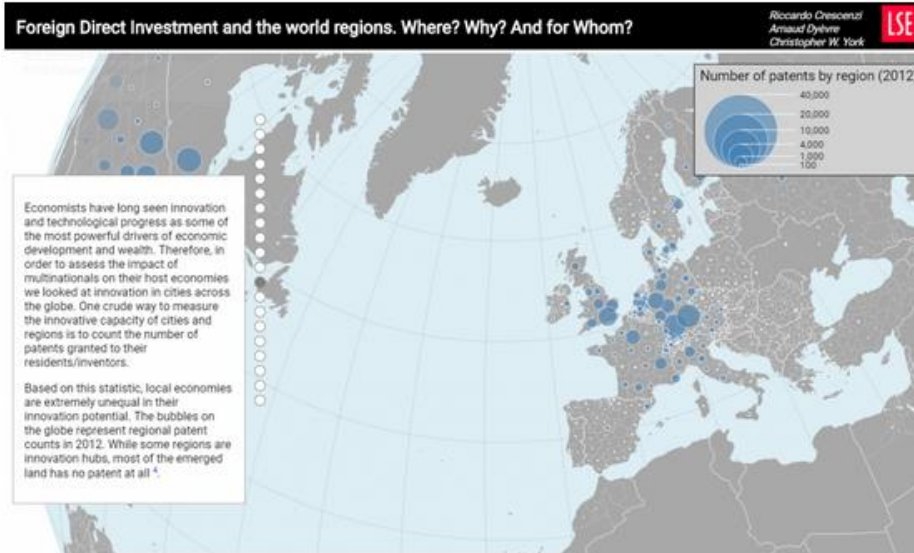 Foreign Direct Investment and the world regions. Where? Why? And for Whom?
Riccardo Crescenzi
Arnaud Dyèvre
Christopher W. York
LSE
Number of patents by region (2012
40,000
20,000
10,000
4,000
1,000
100
Economists have long seen innovation
and technological progress as some of
the most powerful drivers of economic
development and wealth. Therefore, in
order to assess the impact of
multinationals on their host economies
we looked at innovation in cities across
the globe. One crude way to measure
the innovative capacity of cities and
regions is to count the number of
patents granted to their
residents/inventors.
Based on this statistic, local economies
are extremely unequal in their
innovation potential. The bubbles on
the globe represent regional patent
counts in 2012. While some regions are
innovation hubs, most of the emerged
land has no patent at all 4.